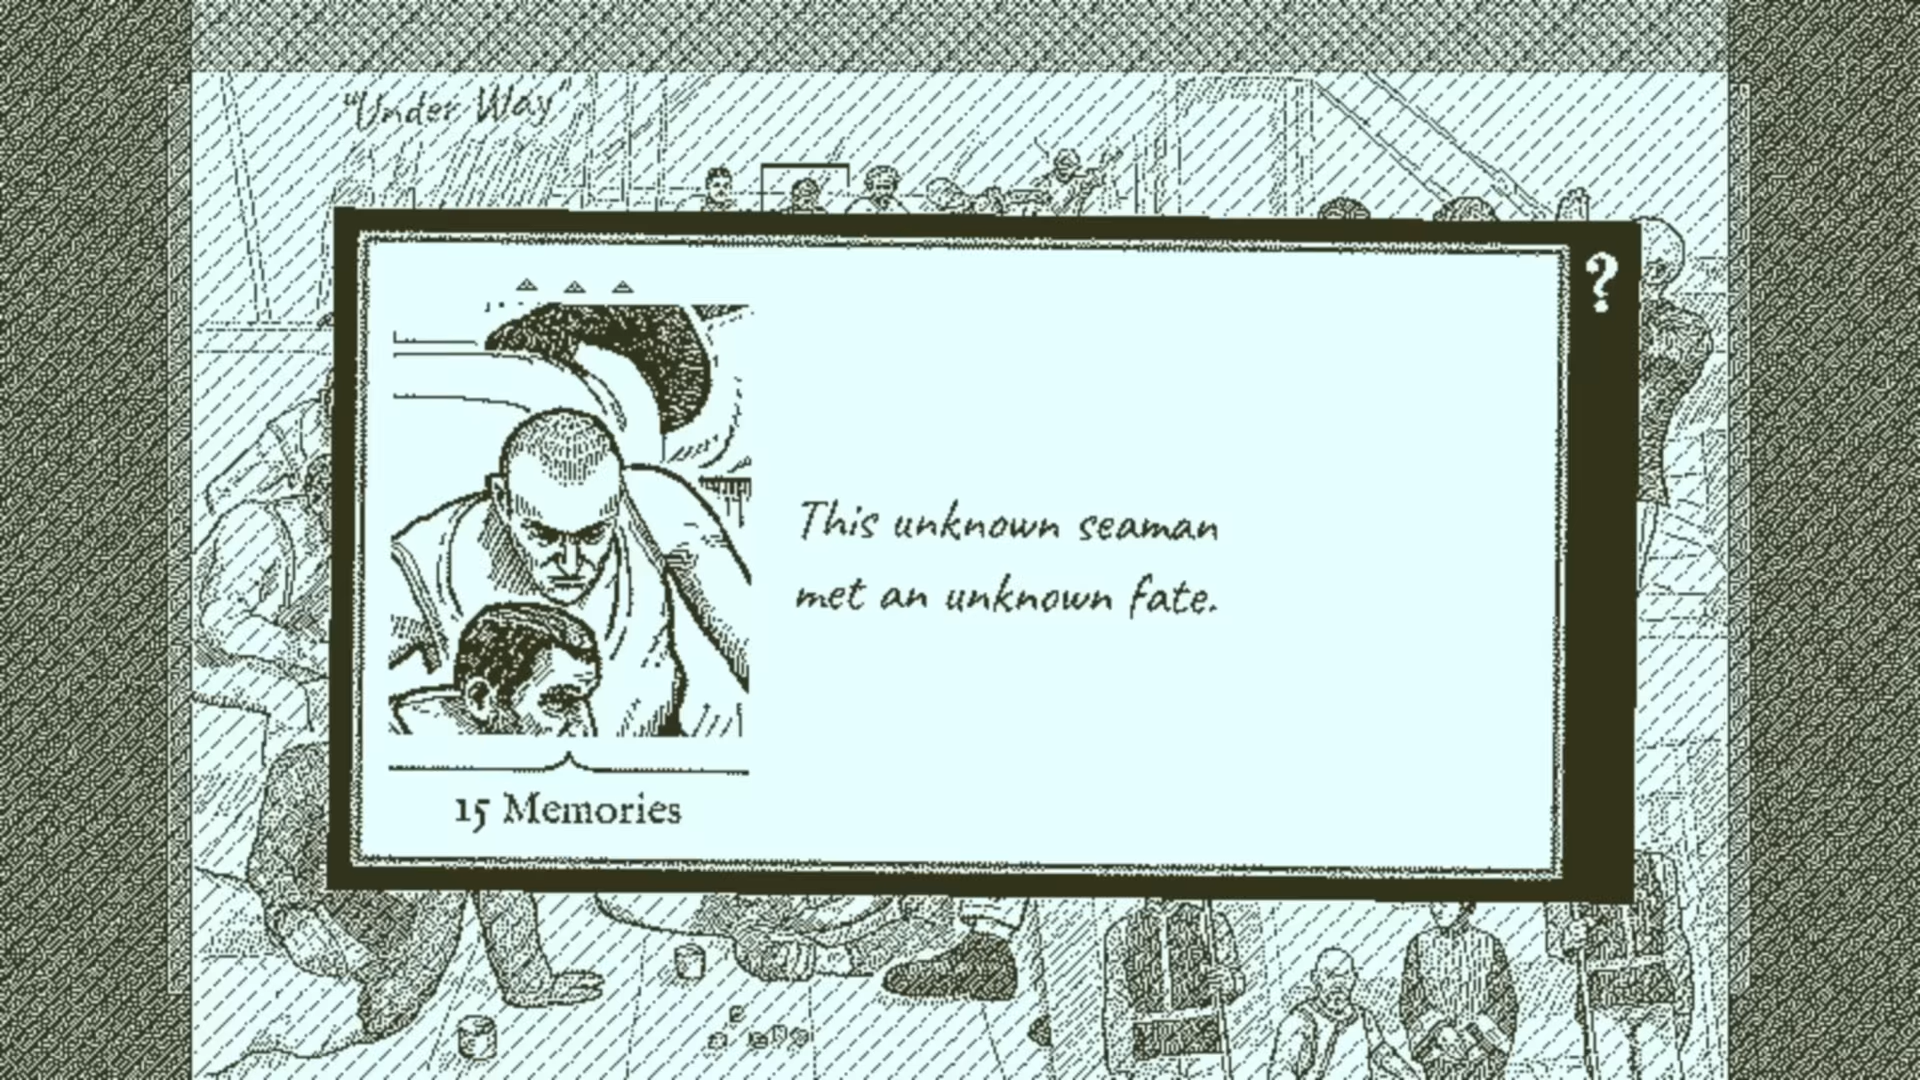 "Under Way"
?
This unknown seaman
met an unknown fate.
15 Memories